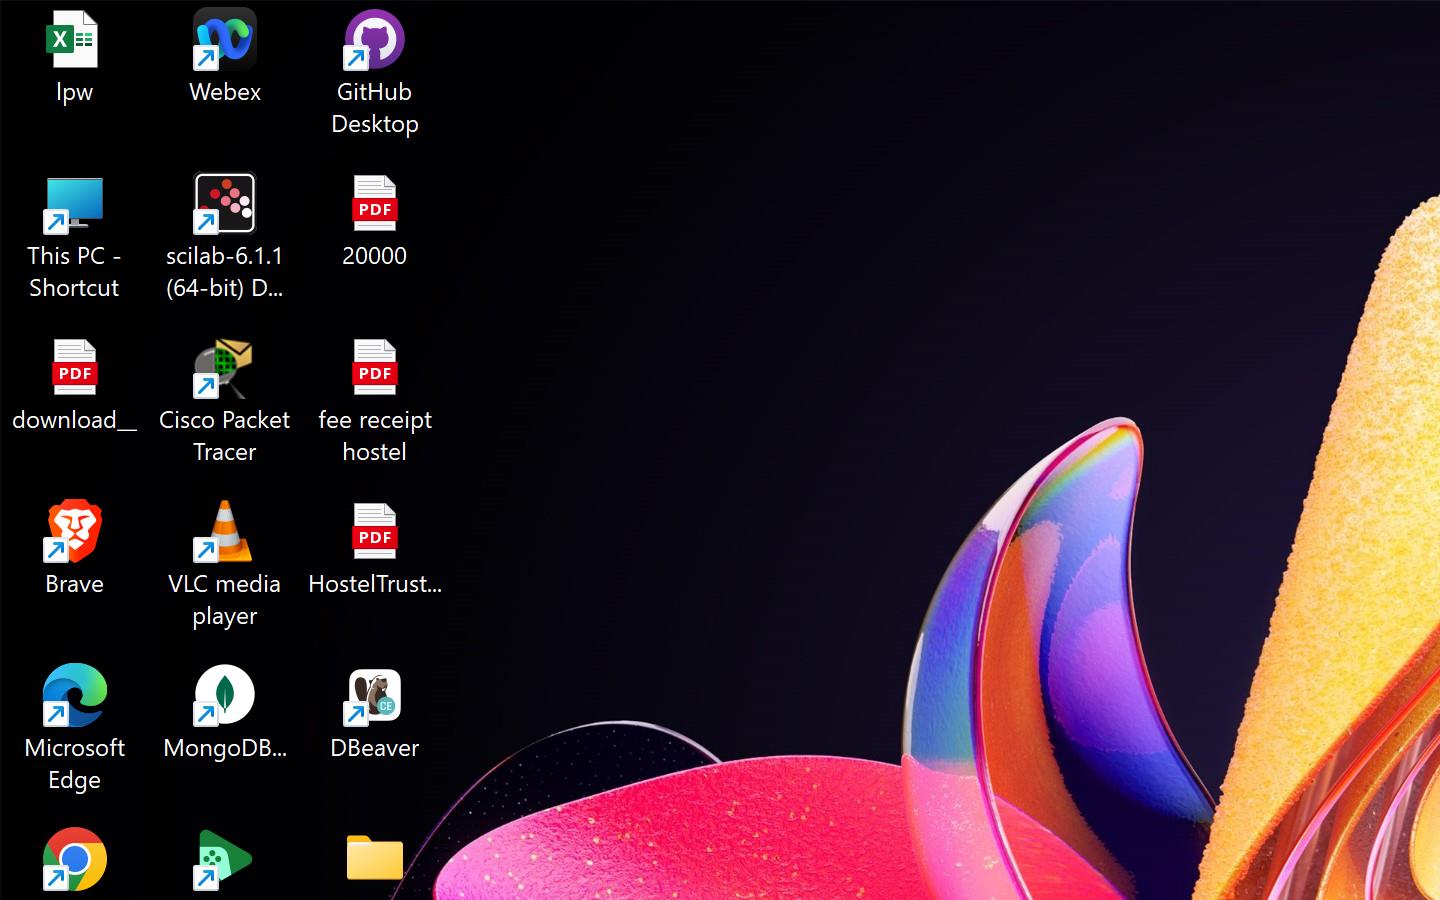 lpw
Webex
GitHub
Desktop
This PC -
Shortcut
scilab-6.1.1
(64-bit) D...
PDF
20000
PDF
download__
Cisco Packet
Tracer
PDF
fee receipt
hostel
Brave
VLC media
player
PDF
HostelTrust...
Microsoft
Edge
MongoDB...
CE
DBeaver